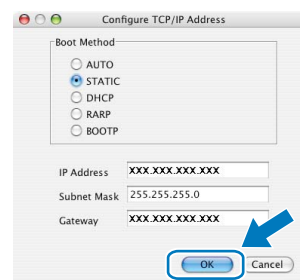 Configure TCP/IP Address
Boot Method
AUTO
STATIC
DHCP
RARP
BOOTP
IP Address XXX.XXX.XXX.XXX
Subnet Mask 255.255.255.0
Gateway XXX.XXX.XXX.XXX
OK Cancel